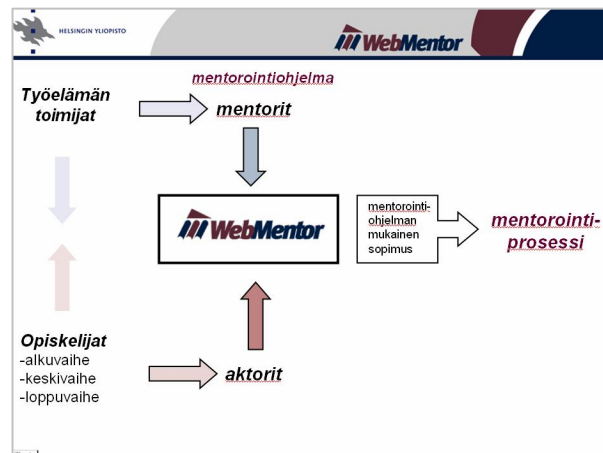 HELSINGIN YLIOPISTO
WebMentor
mentorointiohjelma
Työelämän
toimijat
mentorit
WebMentor
mentorointi-
ohjelman
mukainen
sopimus
mentorointi-
prosessi
Opiskelijat
-alkuvaihe
-keskivaihe
-loppuvaihe
aktorit